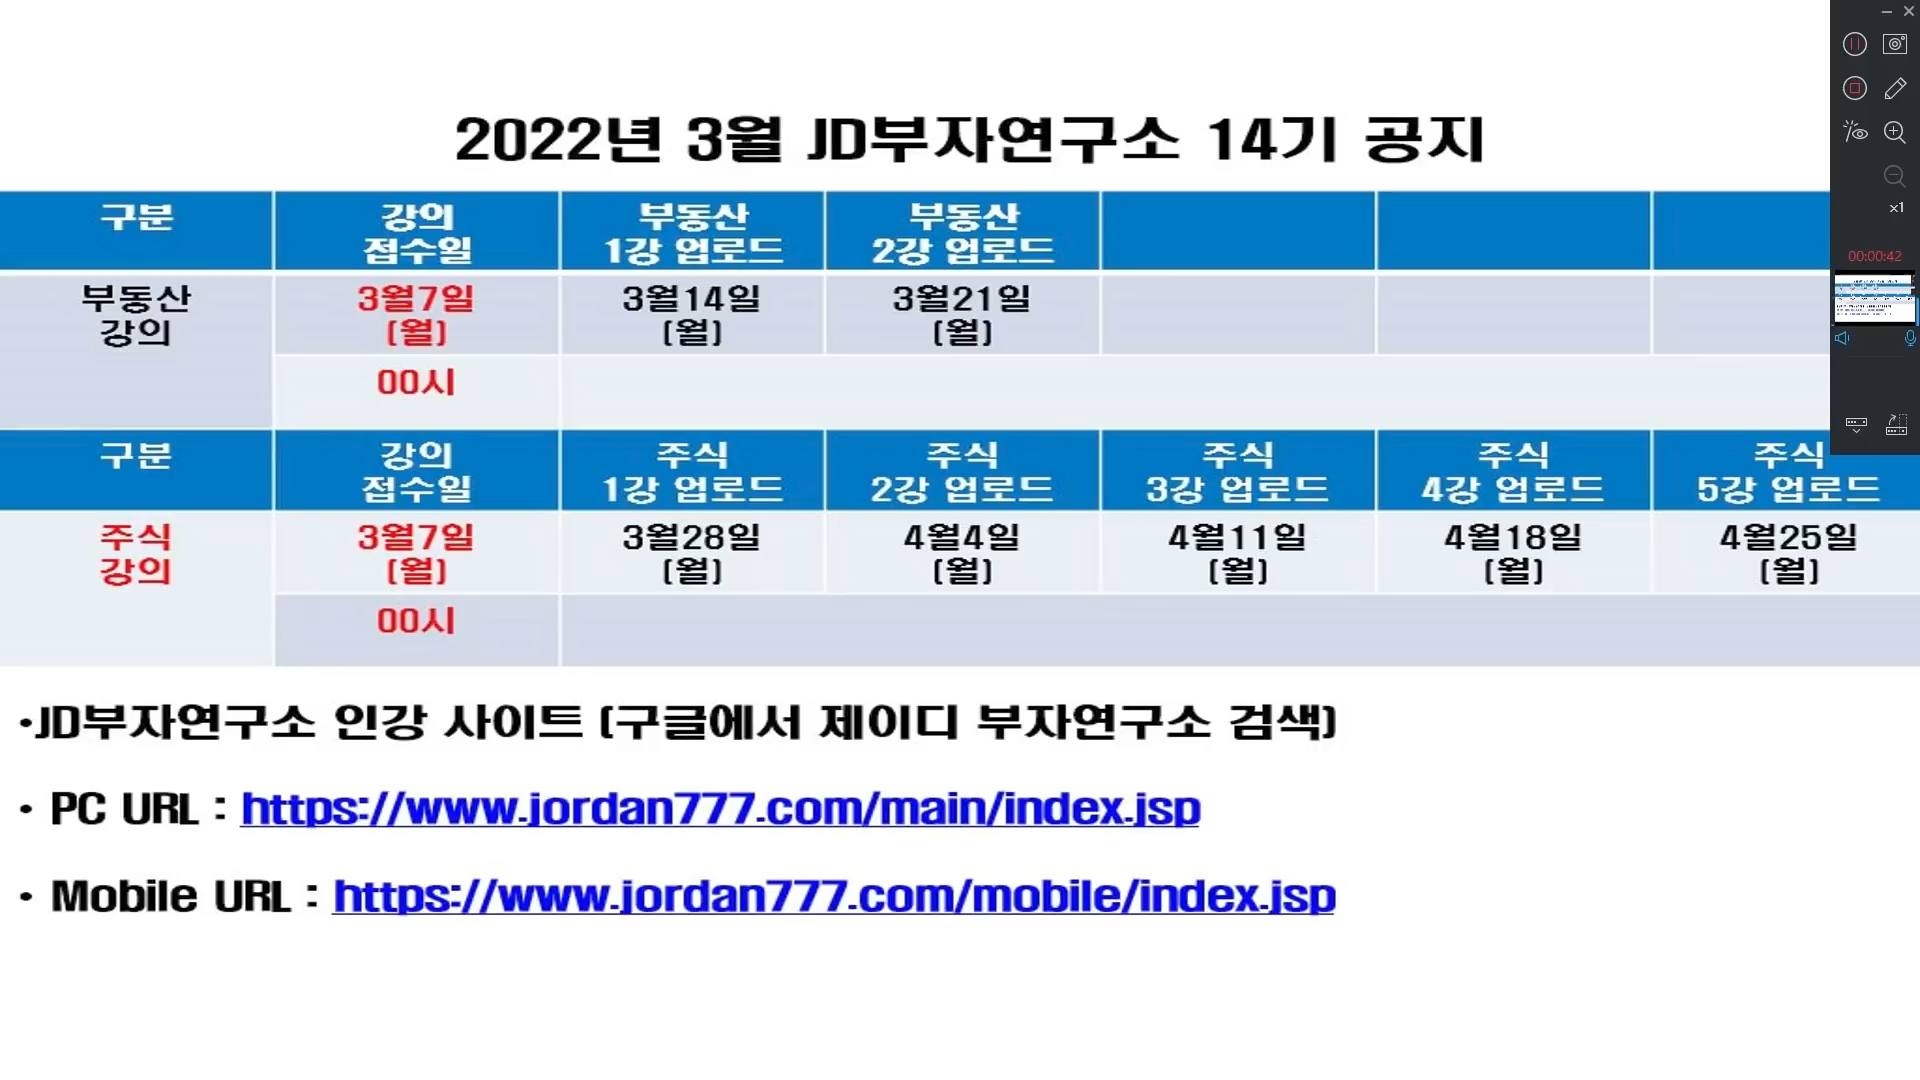 2022년 3월 JD부자연구소 14기 공지
구분 강의 부동산 부동산
접수일 1강 업로드 2강 업로드
부동산 3월7일 3월14일 3월21일
강의 (월) (월) (월)
00시
구분 강의 주식 주식 주식 주식 주식
접수일 1강 업로드 2강 업로드 3강 업로드 4강 업로드 5강 업로드
주식 3월7일 3월28일 4월4일 4월11일 4월18일 4월25일
강의 (월) (월) (월) (월) (월) (월)
00시
•JD부자연구소 인강 사이트 (구글에서 제이디 부자연구소 검색)
• PC URL : https://www.jordan777.com/main/index.jsp
• Mobile URL : https://www.jordan777.com/mobile/index.jsp
x1
00:00:42